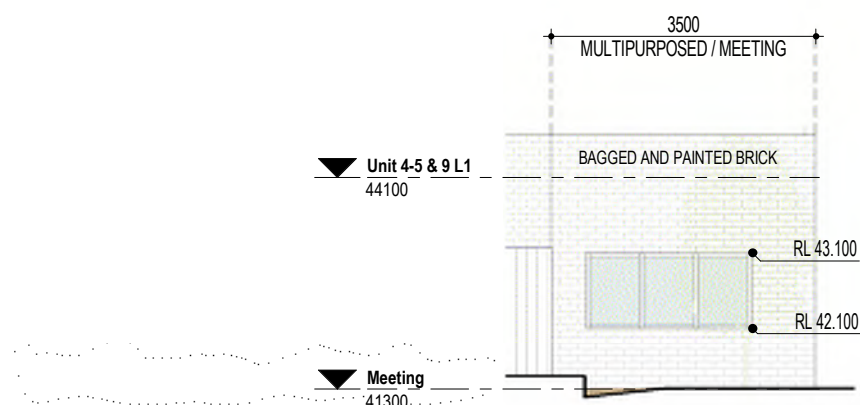 3500
MULTIPURPOSED / MEETING
BAGGED AND PAINTED BRICK
Unit 4-5 & 9 L1
44100
RL 43.100
RL 42.100
Meeting
41300